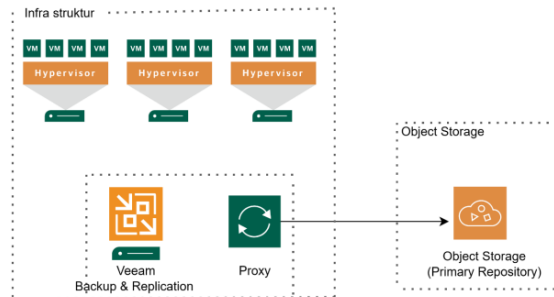 Infra struktur
VM VM VM VM VM VM VM VM VM VM VM VM
Hypervisor Hypervisor Hypervisor
Object Storage
Veeam
Backup & Replication
Proxy
Object Storage
(Primary Repository)